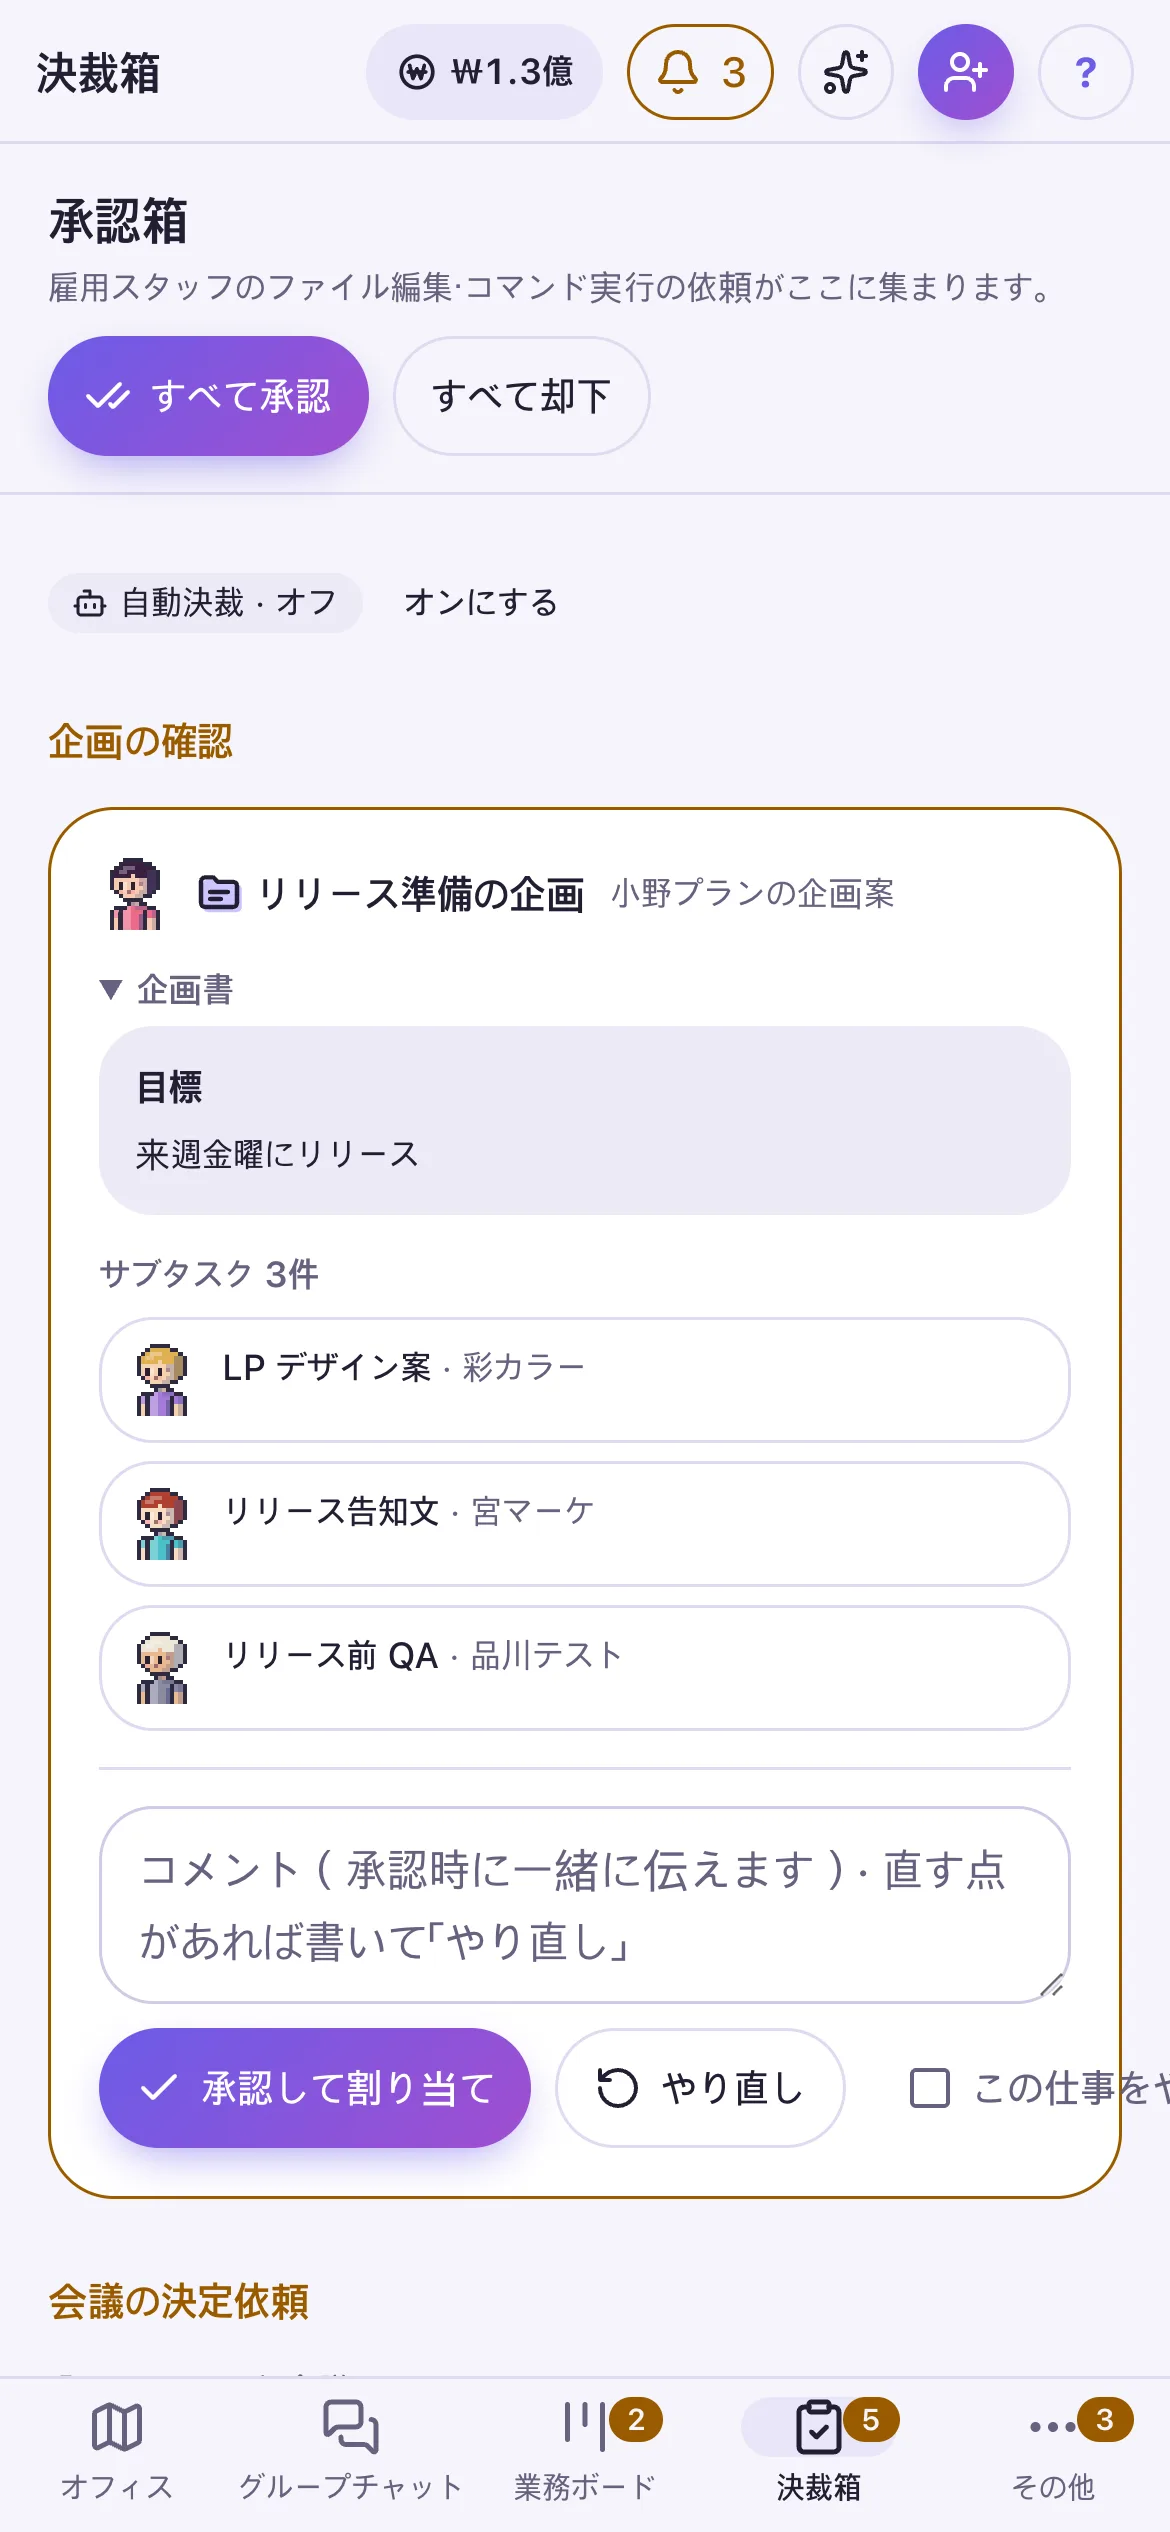 決裁箱
₩1.3億
3
?
承認箱
雇用スタッフのファイル編集·コマンド実行の依頼がここに集まります。
すべて承認
すべて却下
自動決裁 · オフ
オンにする
企画の確認
リリース準備の企画 小野プランの企画案
▼ 企画書
目標
来週金曜にリリース
サブタスク 3件
LP デザイン案 · 彩カラー
リリース告知文 · 宮マーケ
リリース前 QA · 品川テスト
コメント ( 承認時に一緒に伝えます ) · 直す点
があれば書いて「やり直し」
承認して割り当て
やり直し
この仕事を
会議の決定依頼
2
5
3
オフィス
グループチャット
業務ボード
決裁箱
その他